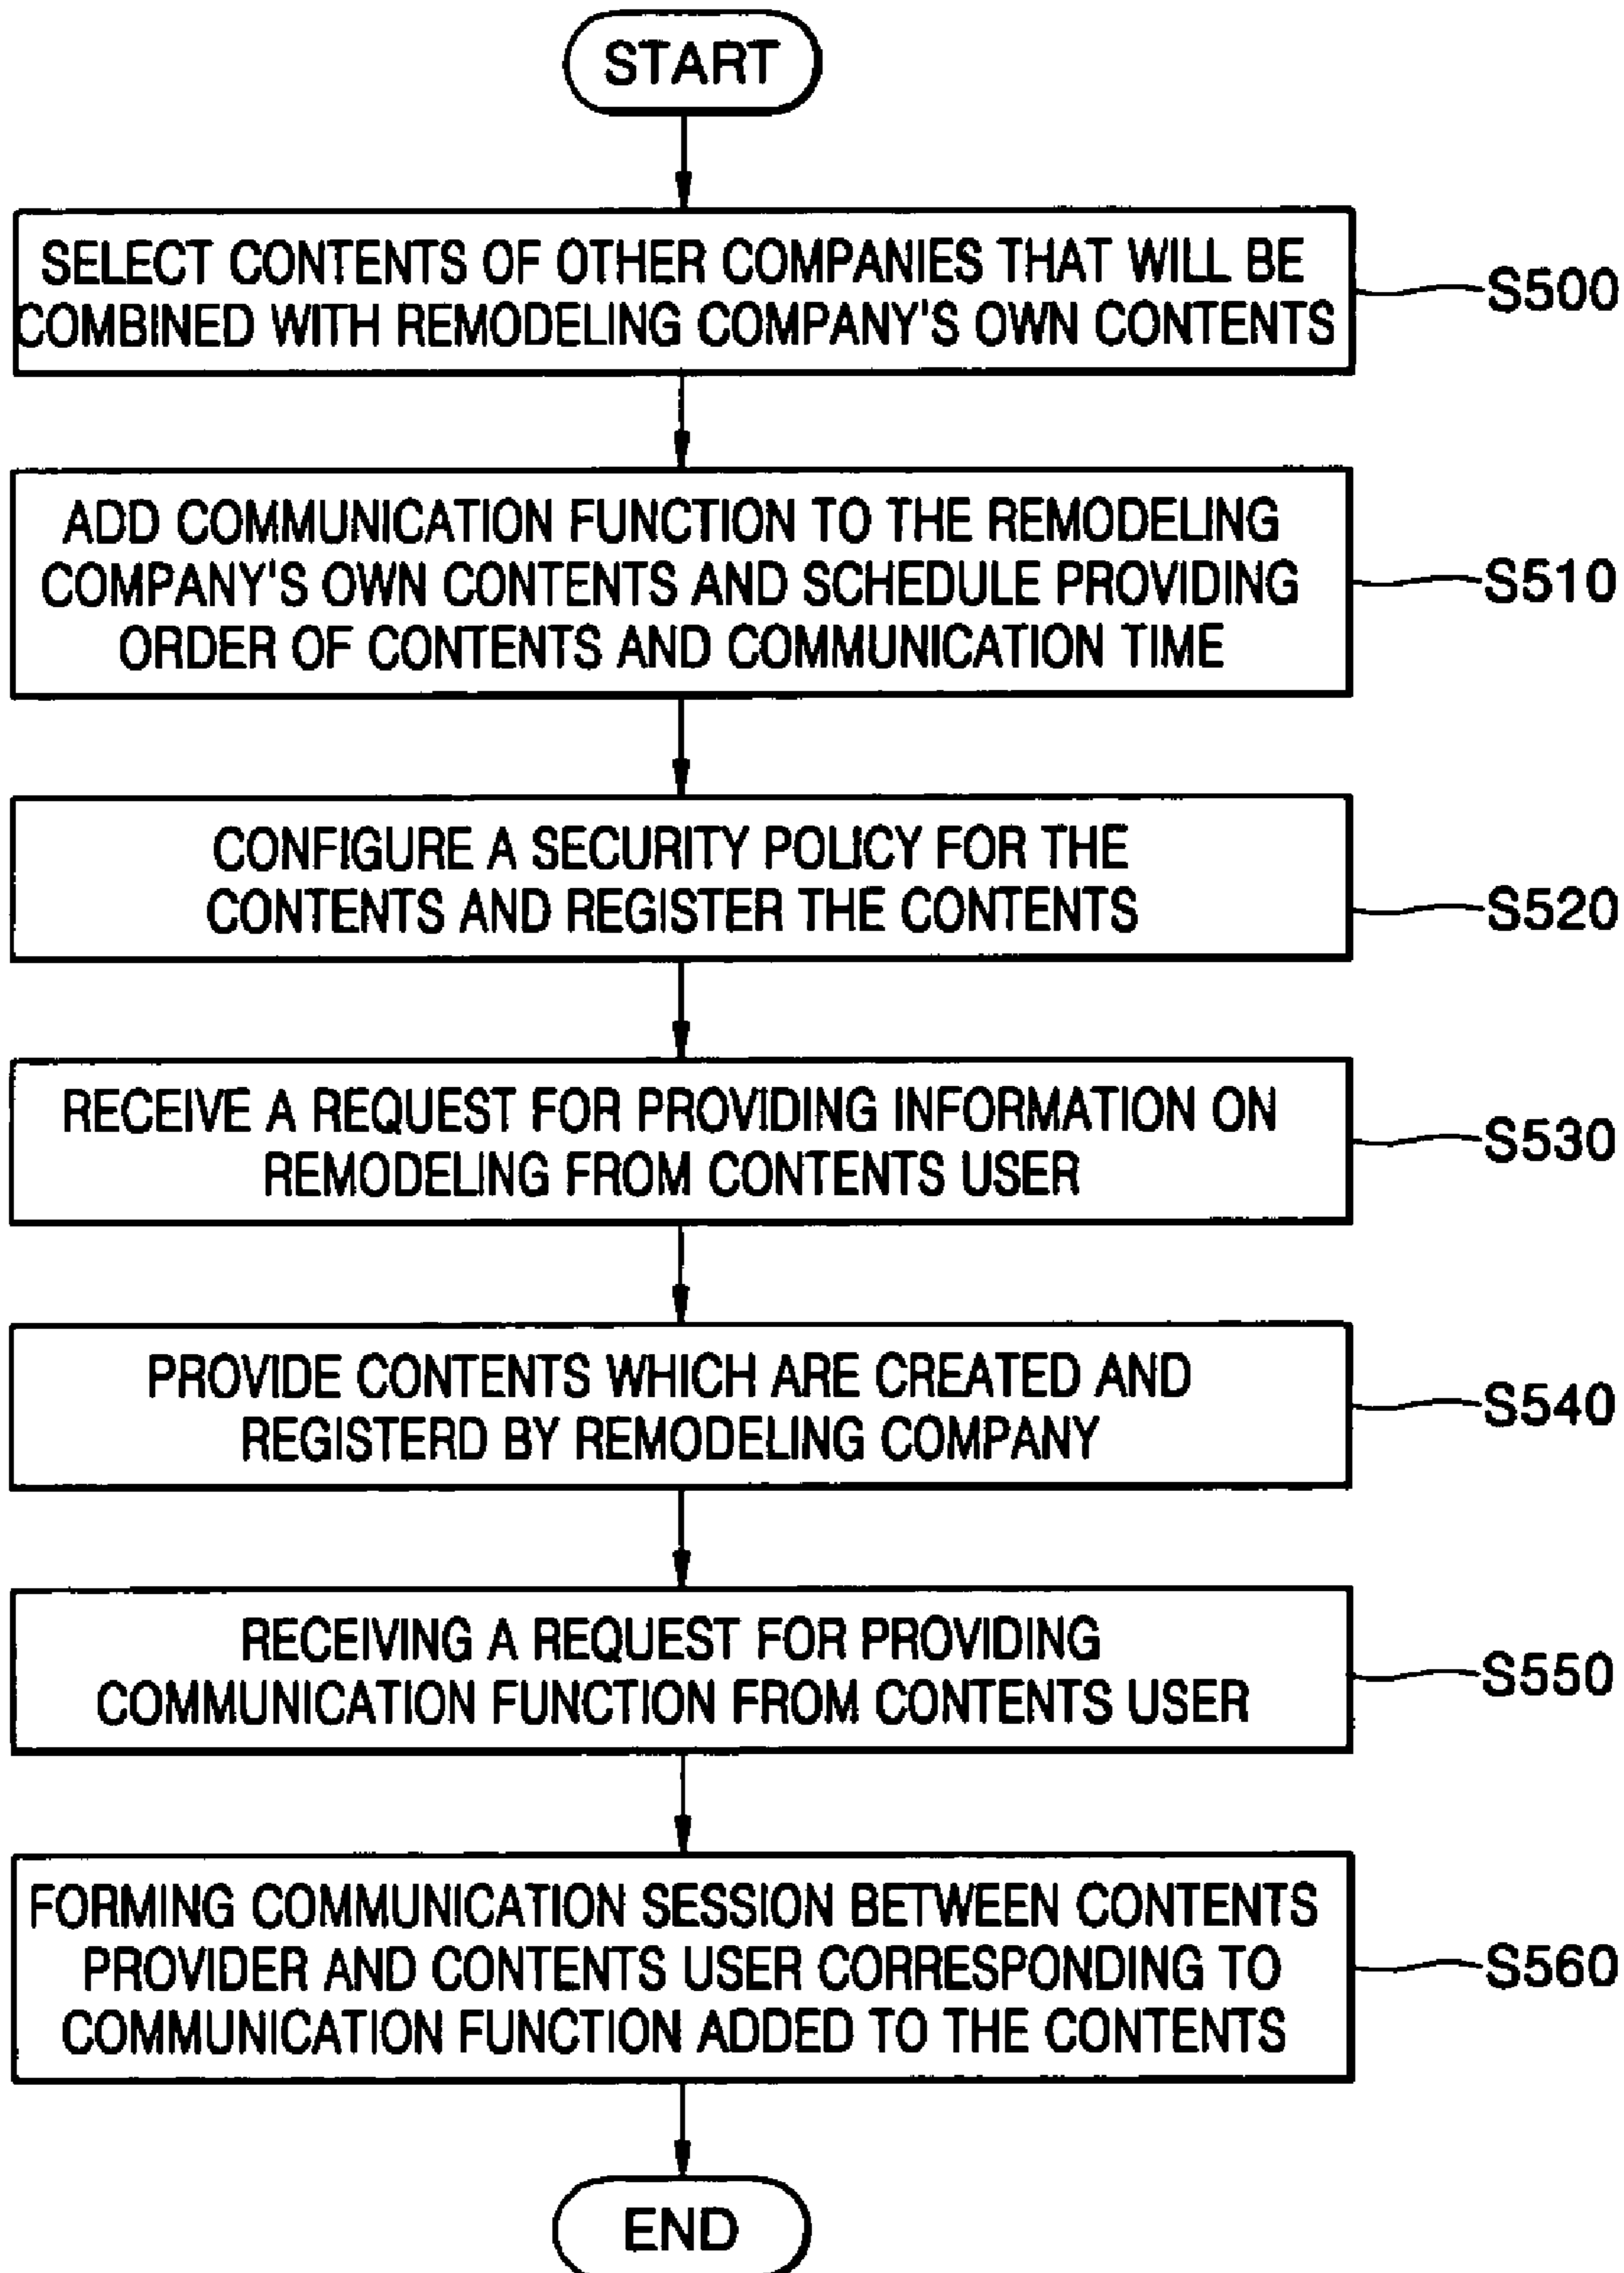 START
SELECT CONTENTS OF OTHER COMPANIES THAT WILL BE
COMBINED WITH REMODELING COMPANY'S OWN CONTENTS
S500
ADD COMMUNICATION FUNCTION TO THE REMODELING
COMPANY'S OWN CONTENTS AND SCHEDULE PROVIDING
ORDER OF CONTENTS AND COMMUNICATION TIME
S510
CONFIGURE A SECURITY POLICY FOR THE
CONTENTS AND REGISTER THE CONTENTS
S520
RECEIVE A REQUEST FOR PROVIDING INFORMATION ON
REMODELING FROM CONTENTS USER
S530
PROVIDE CONTENTS WHICH ARE CREATED AND
REGISTERD BY REMODELING COMPANY
S540
RECEIVING A REQUEST FOR PROVIDING
COMMUNICATION FUNCTION FROM CONTENTS USER
S550
FORMING COMMUNICATION SESSION BETWEEN CONTENTS
PROVIDER AND CONTENTS USER CORRESPONDING TO
COMMUNICATION FUNCTION ADDED TO THE CONTENTS
S560
END